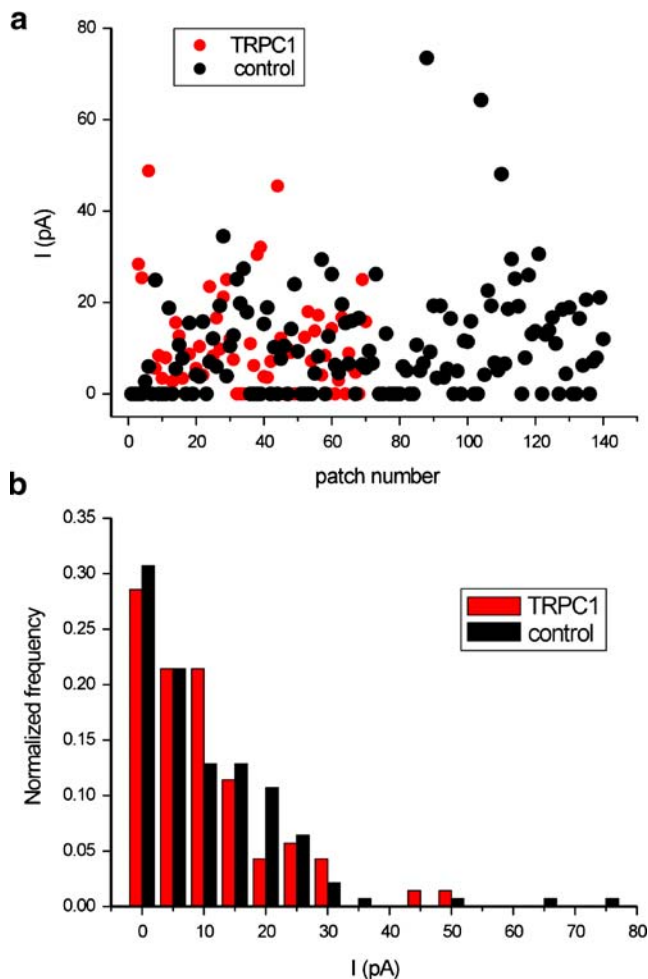 a
80
60
40
20
0
I (pA)
TRPC1
control
0 20 40 60 80 100 120 140
patch number
b
0.35
0.30
0.25
0.20
0.15
0.10
0.05
0.00
Normalized frequency
TRPC1
control
0 10 20 30 40 50 60 70 80
I (pA)